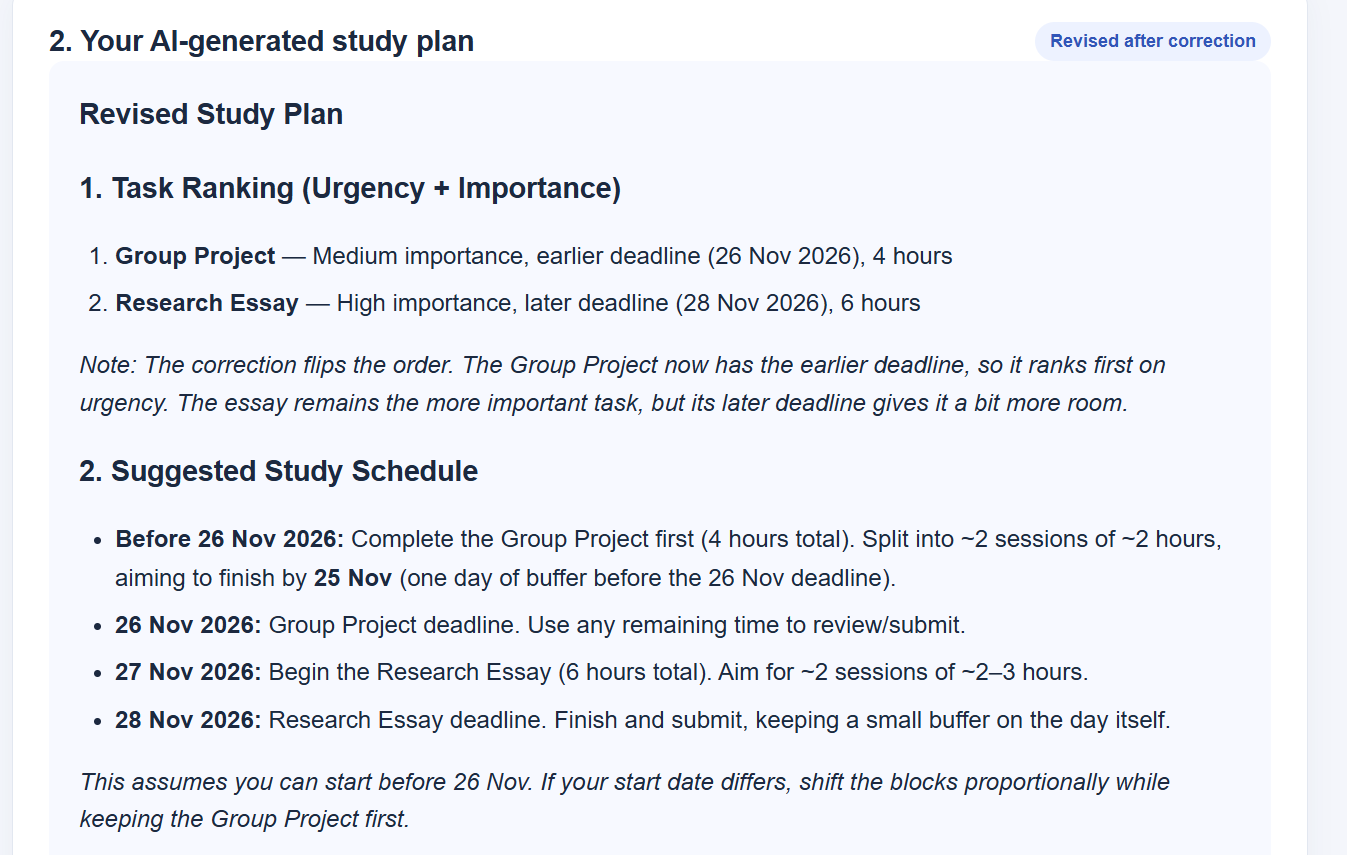 2. Your AI-generated study plan
Revised after correction
Revised Study Plan
1. Task Ranking (Urgency + Importance)
1. Group Project — Medium importance, earlier deadline (26 Nov 2026), 4 hours
2. Research Essay — High importance, later deadline (28 Nov 2026), 6 hours
Note: The correction flips the order. The Group Project now has the earlier deadline, so it ranks first on
urgency. The essay remains the more important task, but its later deadline gives it a bit more room.
2. Suggested Study Schedule
• Before 26 Nov 2026: Complete the Group Project first (4 hours total). Split into ~2 sessions of ~2 hours,
aiming to finish by 25 Nov (one day of buffer before the 26 Nov deadline).
• 26 Nov 2026: Group Project deadline. Use any remaining time to review/submit.
• 27 Nov 2026: Begin the Research Essay (6 hours total). Aim for ~2 sessions of ~2–3 hours.
• 28 Nov 2026: Research Essay deadline. Finish and submit, keeping a small buffer on the day itself.
This assumes you can start before 26 Nov. If your start date differs, shift the blocks proportionally while
keeping the Group Project first.